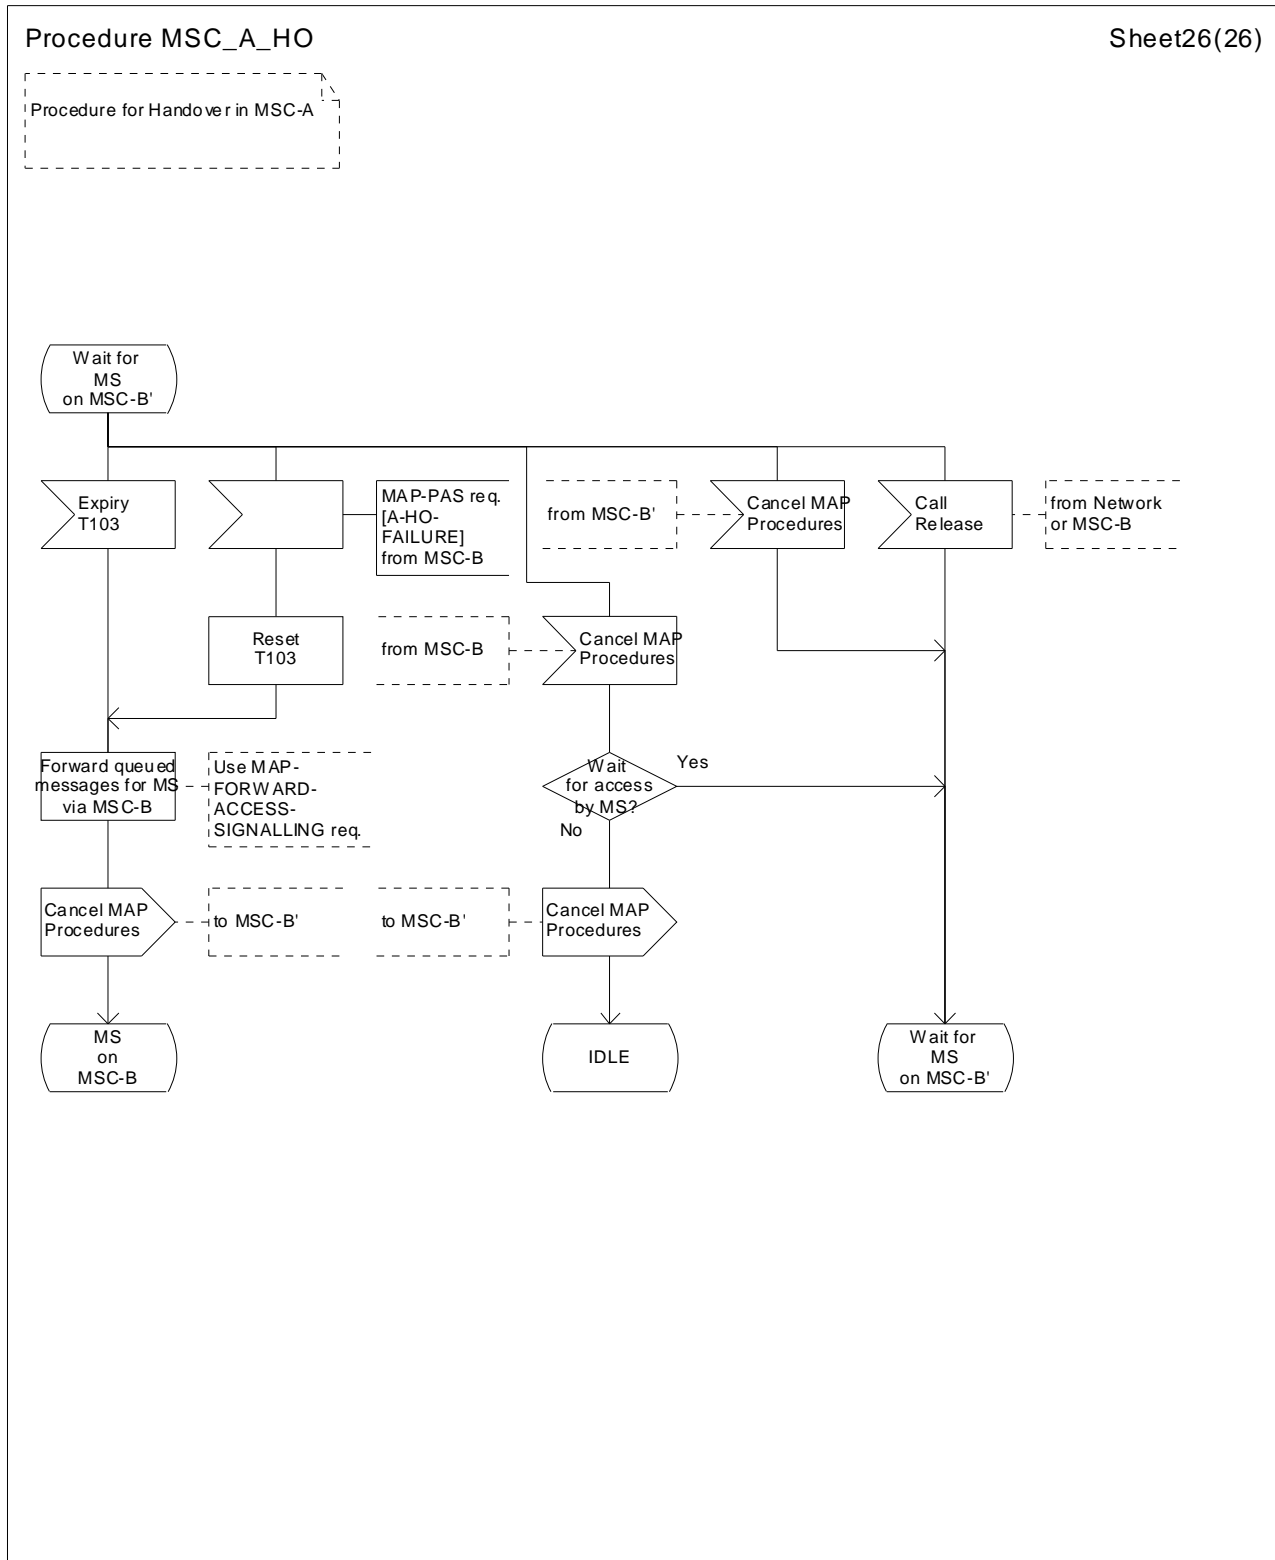 Procedure MSC_A_HO
Sheet26(26)
Procedure for Handover in MSC-A
Wait for
MS
on MSC-B'
Expiry
T103
MAP-PAS req.
[A-HO-
FAILURE]
from MSC-B
from MSC-B'
Cancel MAP
Procedures
Call
Release
from Network
or MSC-B
Reset
T103
from MSC-B
Cancel MAP
Procedures
Forward queued
messages for MS
via MSC-B
Use MAP-
FORWARD-
ACCESS-
SIGNALLING req.
Wait
for access
by MS?
Yes
No
Cancel MAP
Procedures
to MSC-B'
to MSC-B'
Cancel MAP
Procedures
MS
on
MSC-B
IDLE
Wait for
MS
on MSC-B'